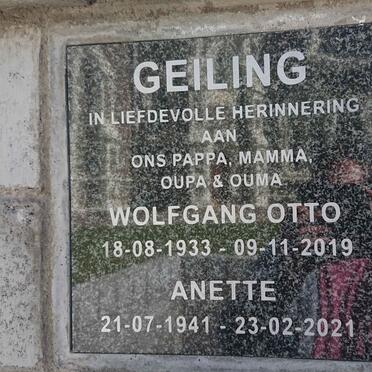 GEILING
IN LIEFDEVOLLE HERINNERING
AAN
ONS PAPPA, MAMMA,
OUPA & OUMA
WOLFGANG OTTO
18-08-1933 - 09-11-2019
ANETTE
21-07-1941 - 23-02-2021